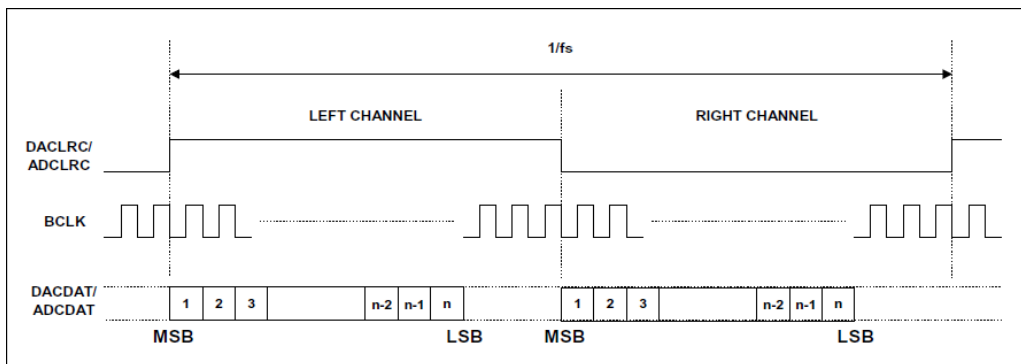 1/fs
LEFT CHANNEL
RIGHT CHANNEL
DACLRC/
ADCLRC
BCLK
DACDAT/
ADCDAT
1 2 3 n-2 n-1 n 1 2 3 n-2 n-1 n
MSB LSB MSB LSB